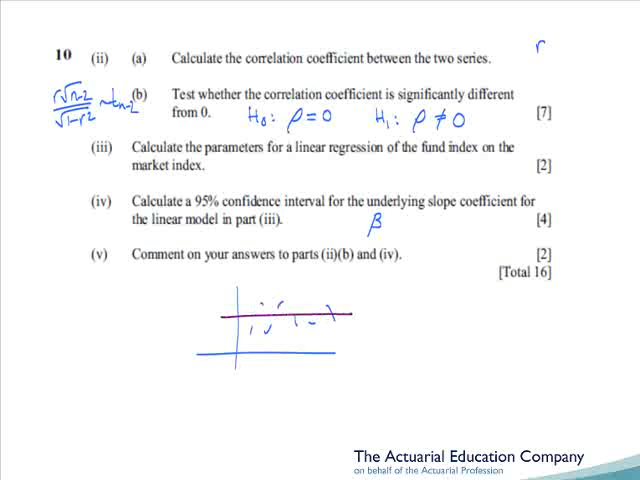 r
10 (ii) (a) Calculate the correlation coefficient between the two series.
r√n-2 / √1-r² ~ tn-2
(b) Test whether the correlation coefficient is significantly different
from 0. H₀: ρ = 0 H₁: ρ ≠ 0 [7]
(iii) Calculate the parameters for a linear regression of the fund index on the
market index. [2]
(iv) Calculate a 95% confidence interval for the underlying slope coefficient for
the linear model in part (iii). β [4]
(v) Comment on your answers to parts (ii)(b) and (iv). [2]
[Total 16]
The Actuarial Education Company
on behalf of the Actuarial Profession